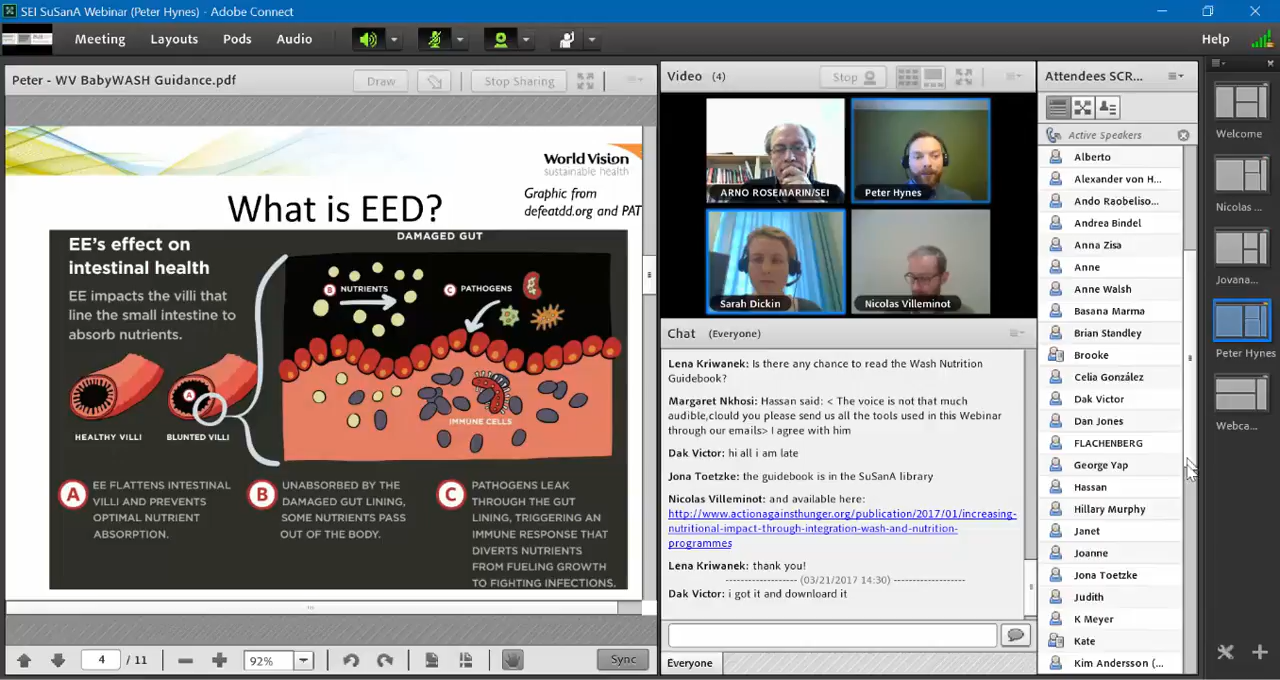 SEI SuSanA Webinar (Peter Hynes) - Adobe Connect
Meeting
Layouts
Pods
Audio
Help
Peter - WV BabyWASH Guidance.pdf
Draw
Stop Sharing
World Vision
sustainable health
What is EED?
Graphic from
defeatdd.org and PAT
EE's effect on
intestinal health
EE impacts the villi that
line the small intestine to
absorb nutrients.
HEALTHY VILLI
A
BLUNTED VILLI
DAMAGED GUT
B NUTRIENTS
C PATHOGENS
IMMUNE CELLS
A
EE FLATTENS INTESTINAL
VILLI AND PREVENTS
OPTIMAL NUTRIENT
ABSORPTION.
B
UNABSORBED BY THE
DAMAGED GUT LINING,
SOME NUTRIENTS PASS
OUT OF THE BODY.
C
PATHOGENS LEAK
THROUGH THE GUT
LINING, TRIGGERING AN
IMMUNE RESPONSE THAT
DIVERTS NUTRIENTS
FROM FUELING GROWTH
TO FIGHTING INFECTIONS.
4 / 11
92%
Sync
Video (4)
Stop
ARNO ROSEMARIN/SEI
Peter Hynes
Sarah Dickin
Nicolas Villeminot
Chat (Everyone)
Lena Kriwanek: Is there any chance to read the Wash Nutrition
Guidebook?
Margaret Nkhosi: Hassan said: < The voice is not that much
audible,clould you please send us all the tools used in this Webinar
through our emails> I agree with him
Dak Victor: hi all i am late
Jona Toetzke: the guidebook is in the SuSanA library
Nicolas Villeminot: and available here:
http://www.actionagainsthunger.org/publication/2017/01/increasing-
nutritional-impact-through-integration-wash-and-nutrition-
programmes
Lena Kriwanek: thank you!
------------------- (03/21/2017 14:30) -------------------
Dak Victor: i got it and downloard it
Everyone
Attendees SCR...
Active Speakers
Alberto
Alexander von H...
Ando Raobeliso...
Andrea Bindel
Anna Zisa
Anne
Anne Walsh
Basana Marma
Brian Standley
Brooke
Celia González
Dak Victor
Dan Jones
FLACHENBERG
George Yap
Hassan
Hillary Murphy
Janet
Joanne
Jona Toetzke
Judith
K Meyer
Kate
Kim Andersson (...
Welcome
Nicolas ...
Jovana...
Peter Hynes
Webca...